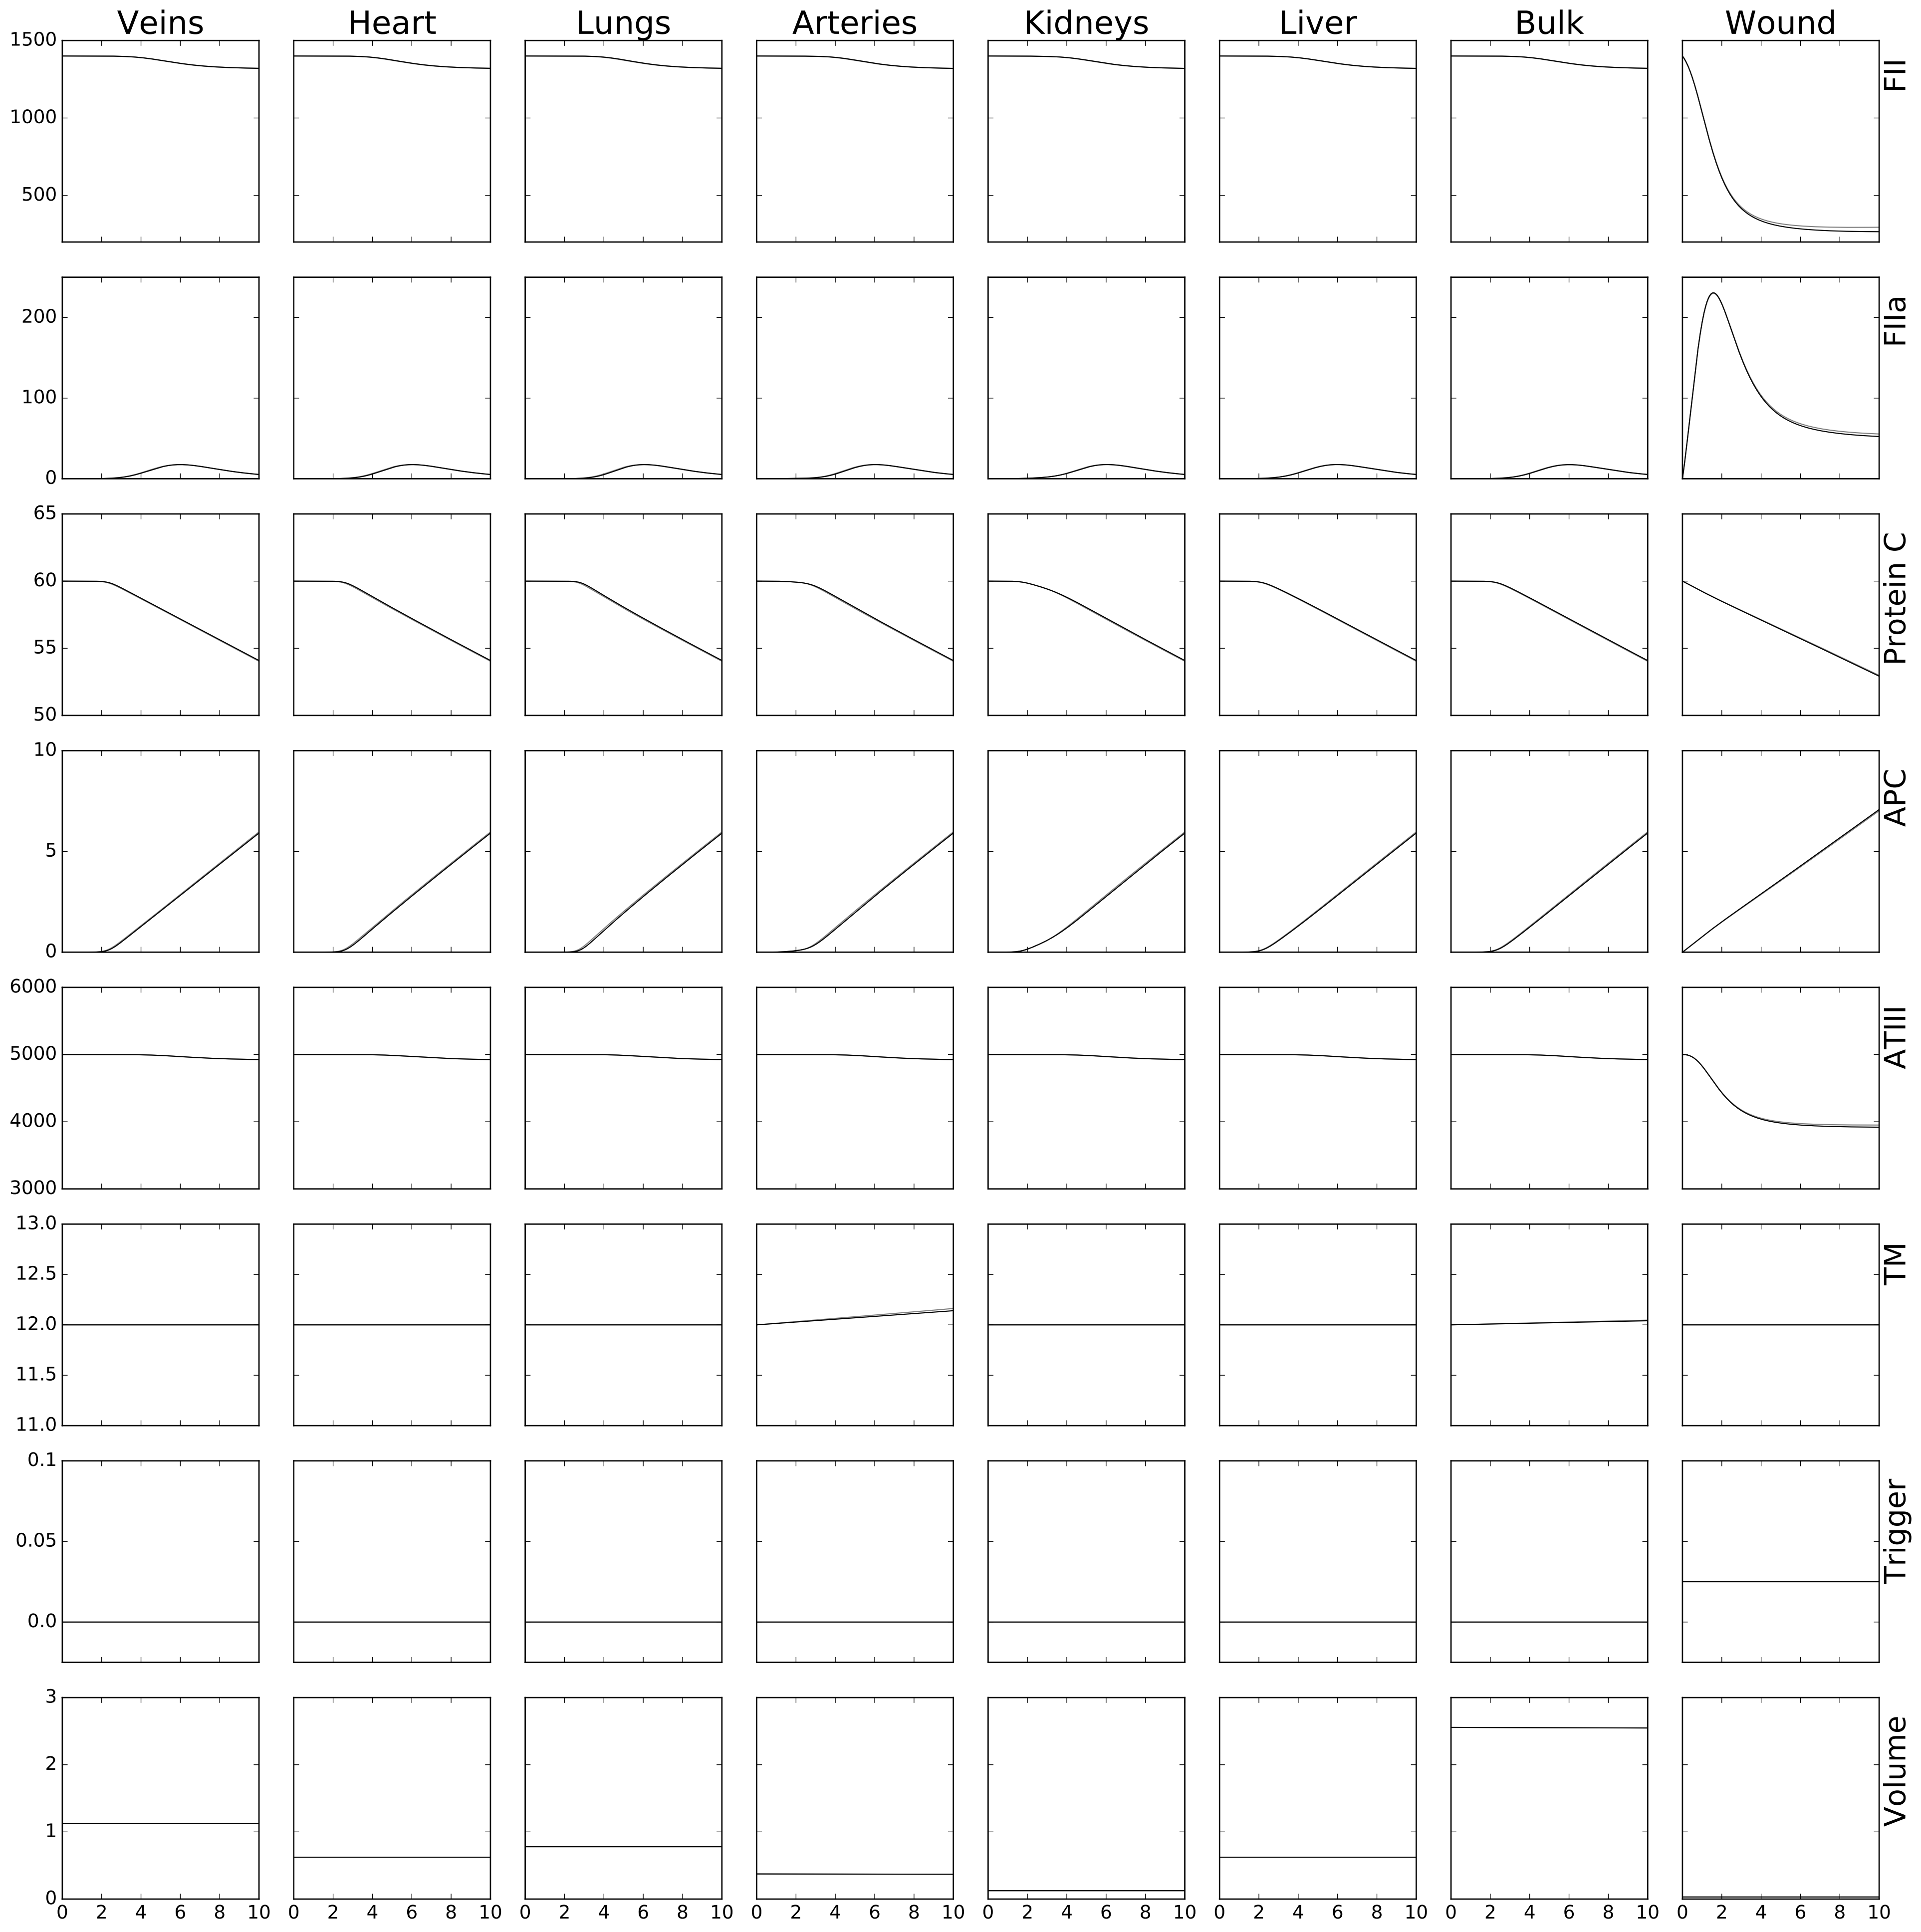 Veins Heart Lungs Arteries Kidneys Liver Bulk Wound
1500
1000
500
FII
200
100
0
FIIa
65
60
55
50
Protein C
10
5
0
APC
6000
5000
4000
3000
ATIII
13.0
12.5
12.0
11.5
11.0
TM
0.1
0.05
0.0
Trigger
3
2
1
0
Volume
0 2 4 6 8 10 0 2 4 6 8 10 0 2 4 6 8 10 0 2 4 6 8 10 0 2 4 6 8 10 0 2 4 6 8 10 0 2 4 6 8 10 0 2 4 6 8 10